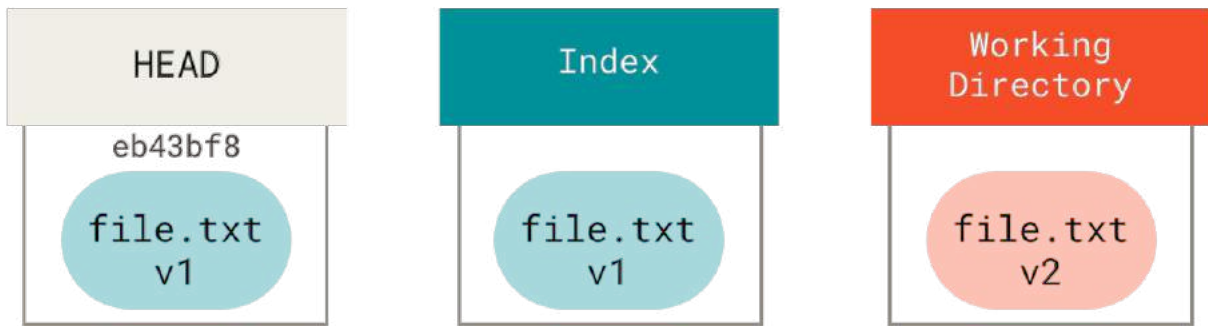 HEAD
eb43bf8
file.txt
v1
Index
file.txt
v1
Working
Directory
file.txt
v2